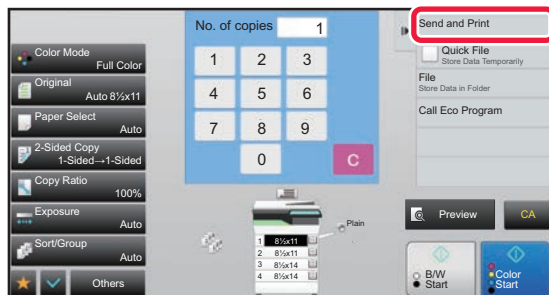 No. of copies 1
Send and Print
Quick File
Store Data Temporarily
File
Store Data in Folder
Call Eco Program
Color Mode
Full Color
Original
Auto 8½x11
Paper Select
Auto
2-Sided Copy
1-Sided→1-Sided
Copy Ratio
100%
Exposure
Auto
Sort/Group
Auto
Others
1 2 3
4 5 6
7 8 9
0 C
Plain
1 8½x11
2 8½x11
3 8½x14
4 8½x14
Preview
CA
B/W
Start
Color
Start